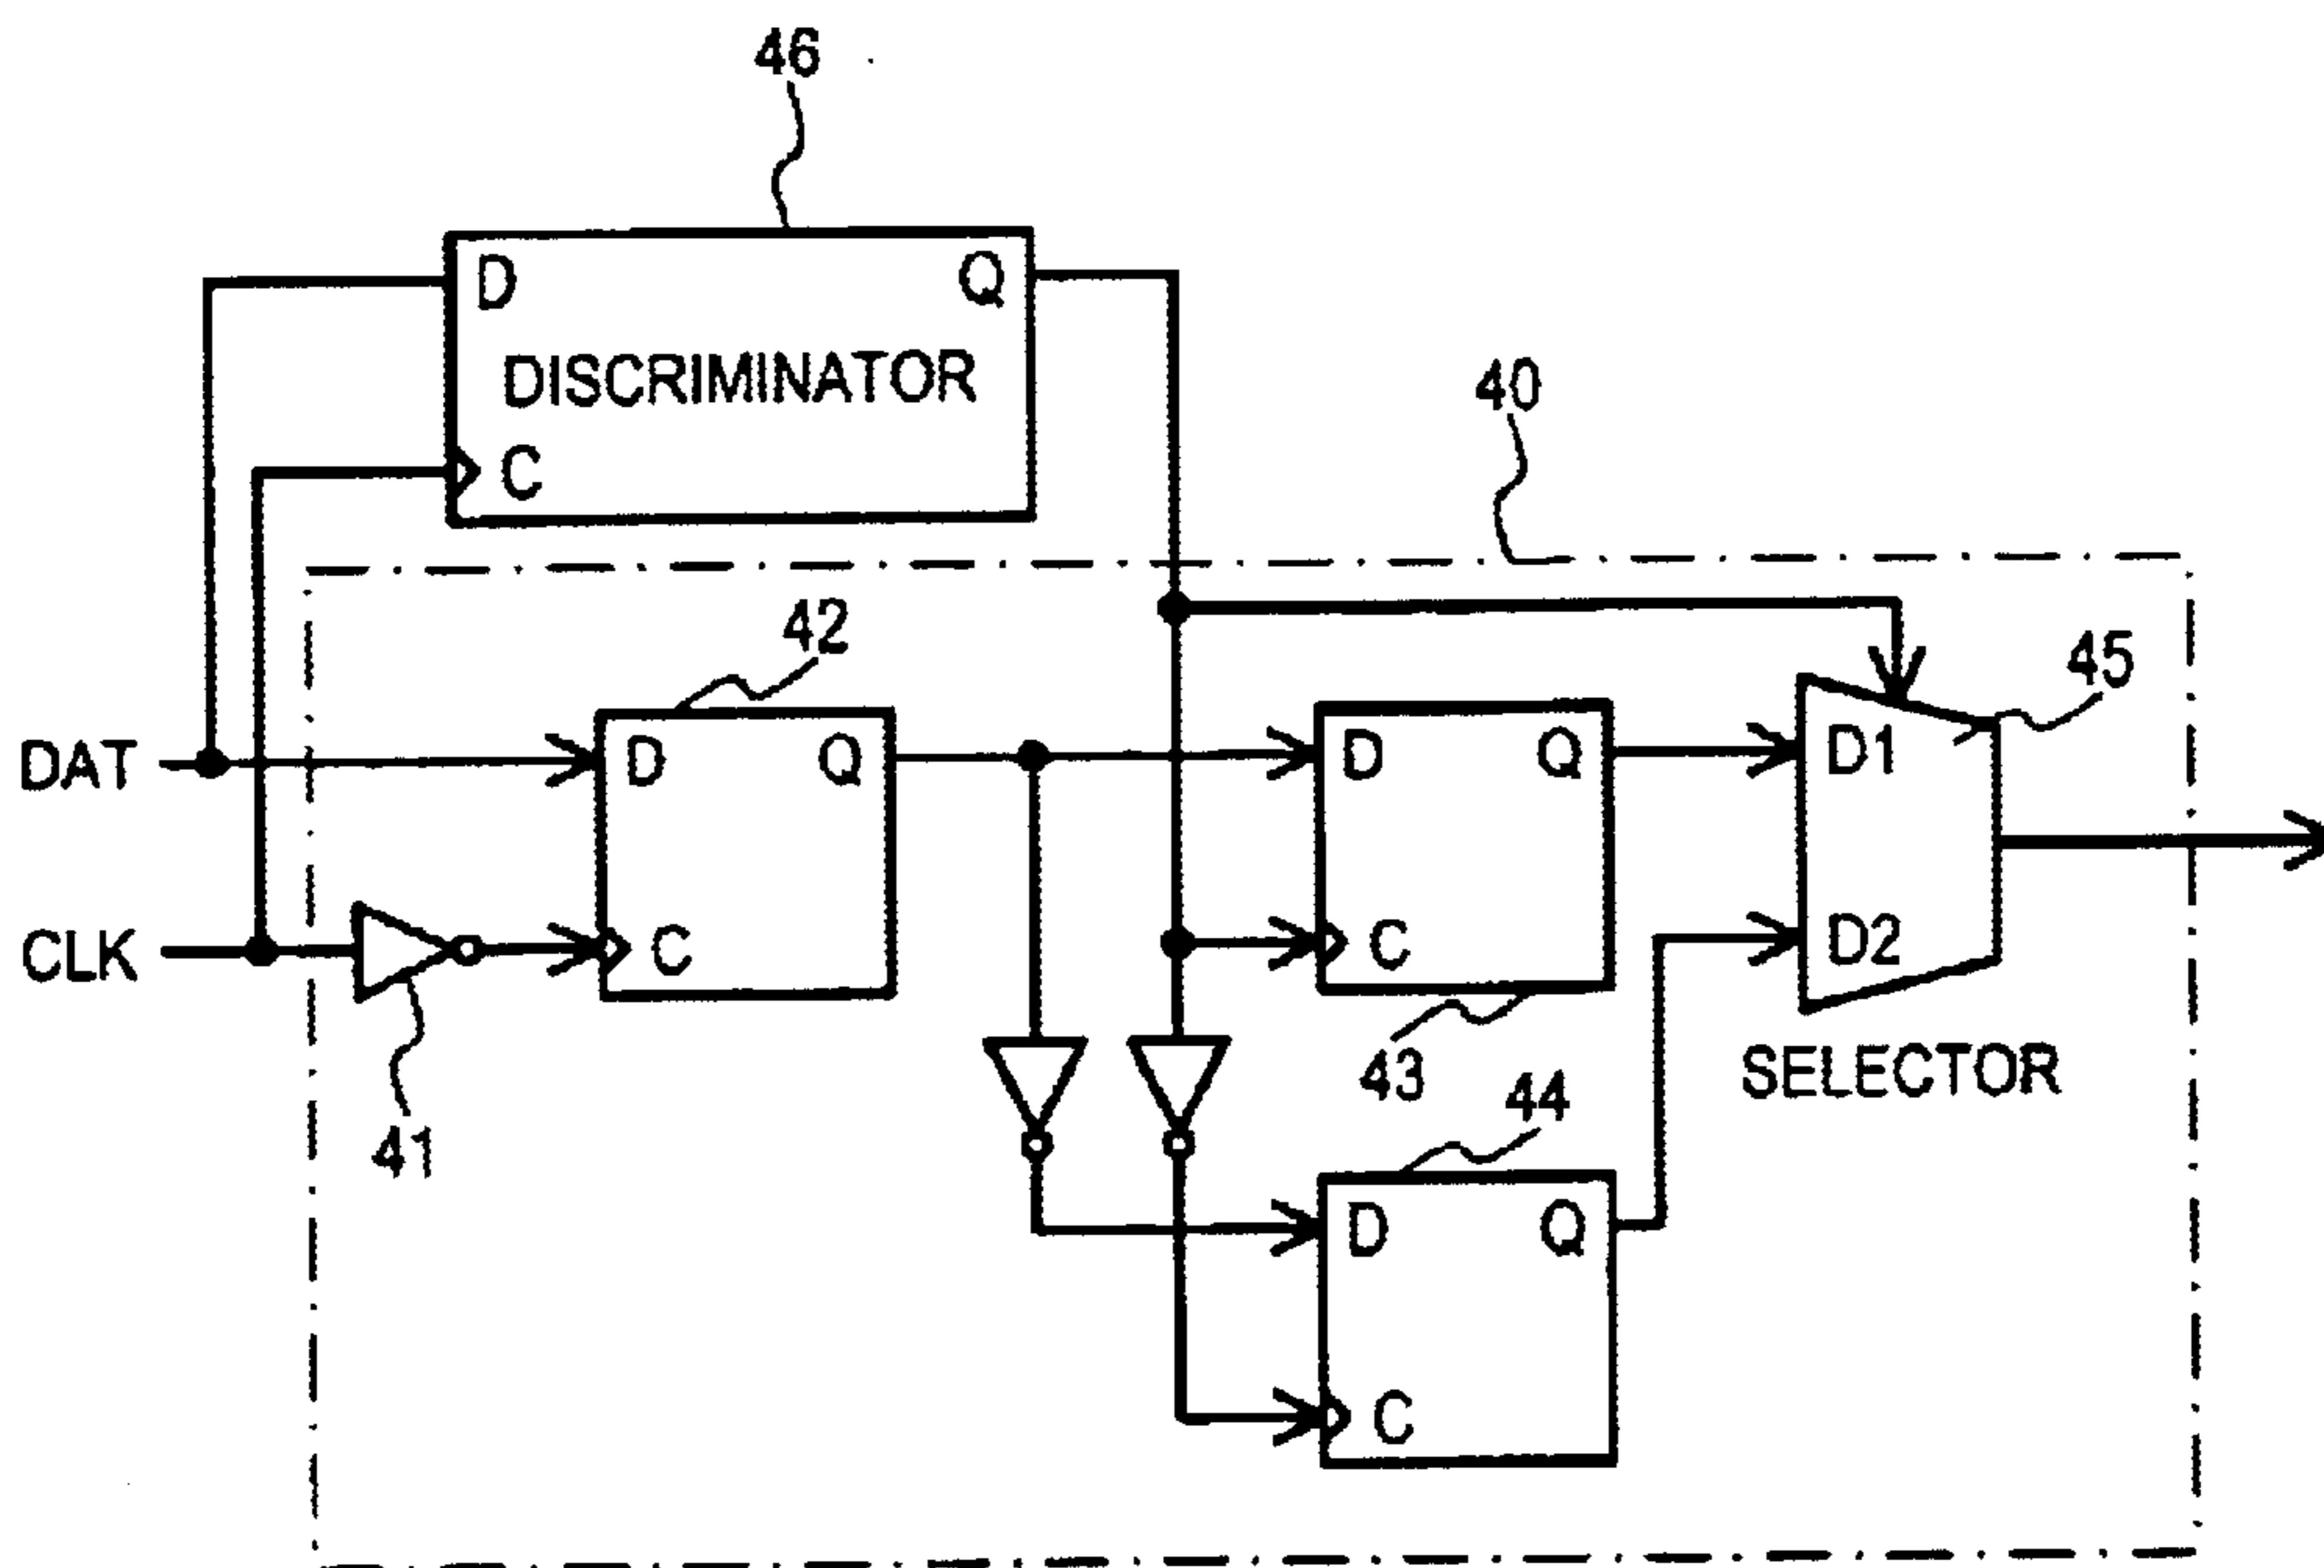 46
D
Q
DISCRIMINATOR
C
40
42
45
DAT
D
Q
D
Q
D1
CLK
C
C
D2
41
43
SELECTOR
44
D
Q
C